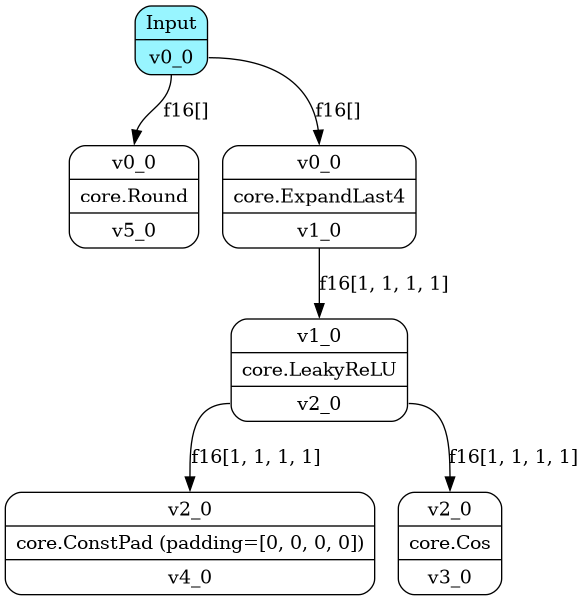 Input
v0_0
f16[]
f16[]
v0_0
core.Round
v5_0
v0_0
core.ExpandLast4
v1_0
f16[1, 1, 1, 1]
v1_0
core.LeakyReLU
v2_0
f16[1, 1, 1, 1]
f16[1, 1, 1, 1]
v2_0
core.ConstPad (padding=[0, 0, 0, 0])
v4_0
v2_0
core.Cos
v3_0